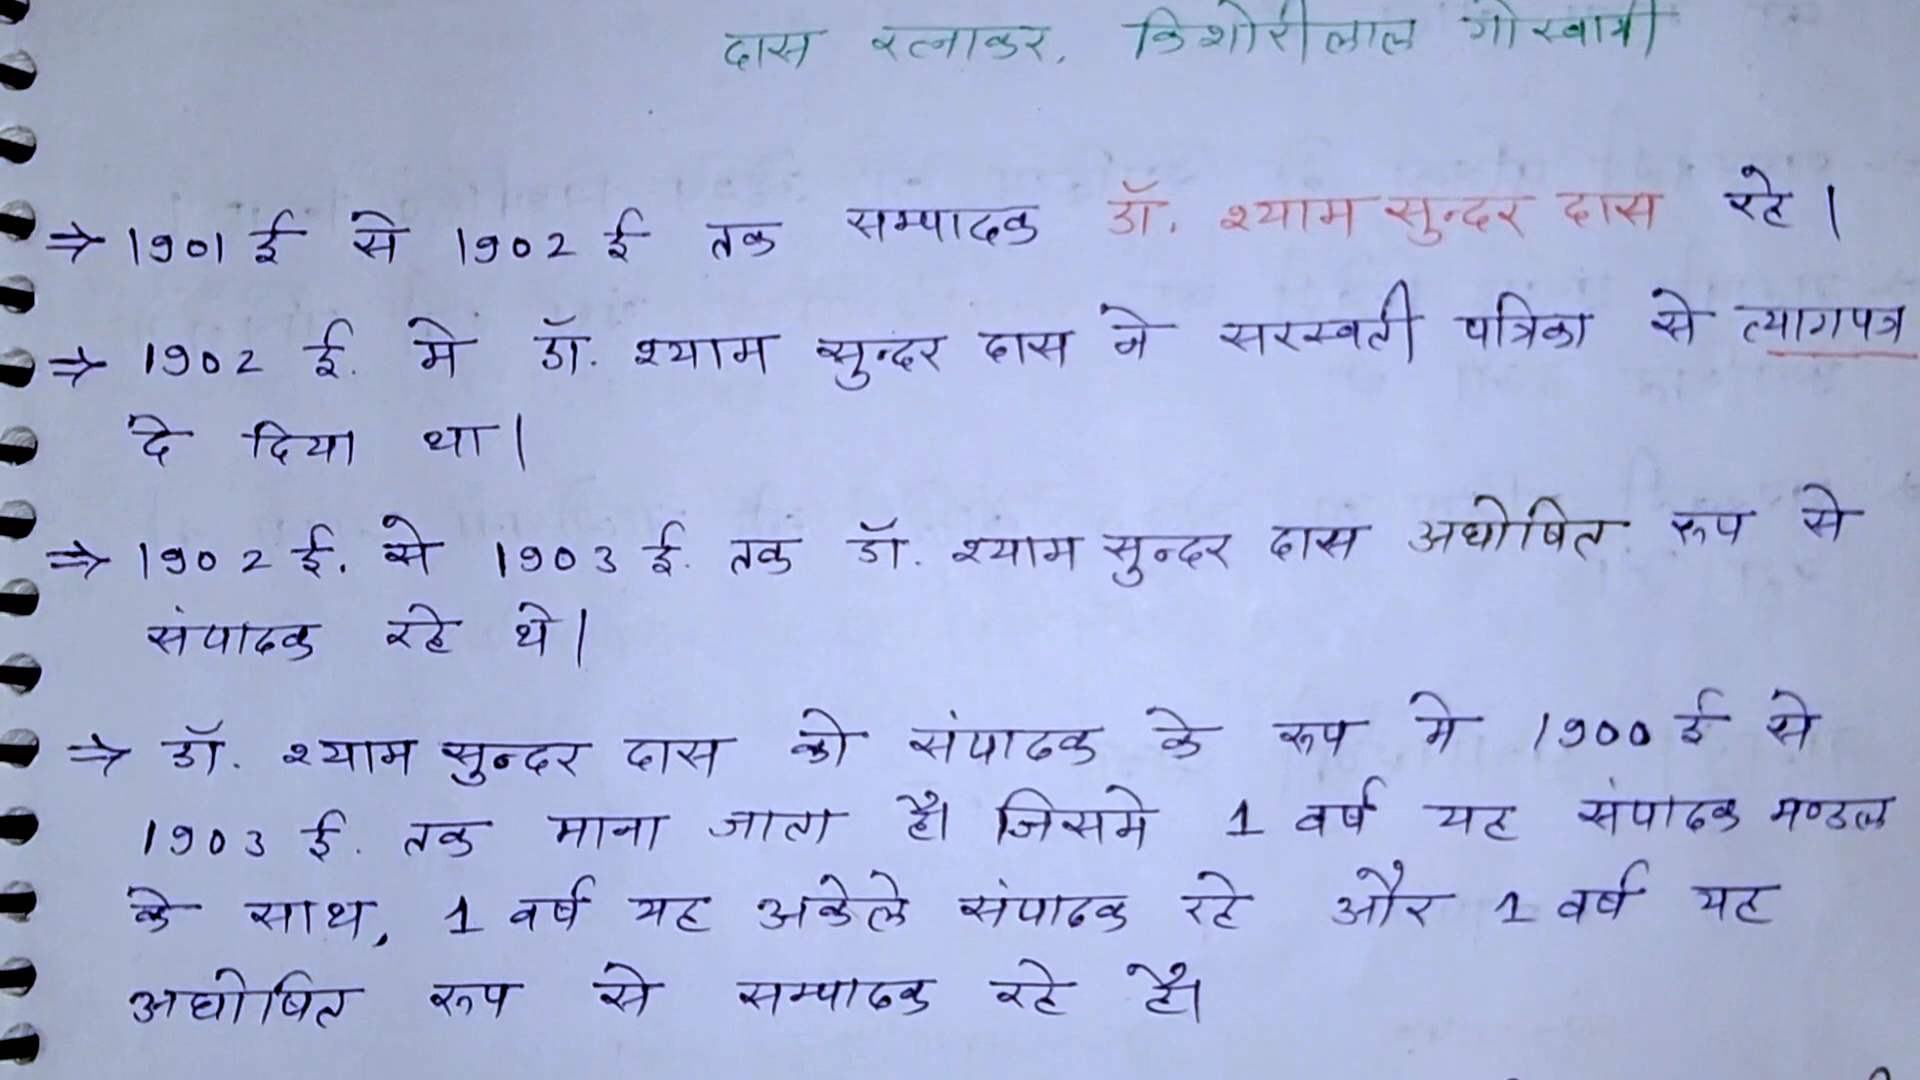 दास रत्नाकर, किशोरीलाल गोस्वामी
⇒ 1901 ई से 1902 ई तक सम्पादक डॉ. श्याम सुन्दर दास रहे।
⇒ 1902 ई. मे डॉ. श्याम सुन्दर दास ने सरस्वती पत्रिका से त्यागपत्र
दे दिया था।
⇒ 1902 ई. से 1903 ई. तक डॉ. श्याम सुन्दर दास अघोषित रूप से
संपादक रहे थे।
⇒ डॉ. श्याम सुन्दर दास को संपादक के रूप मे 1900 ई से
1903 ई. तक माना जाता है। जिसमे 1 वर्ष यह संपादक मण्डल
के साथ, 1 वर्ष यह अकेले संपादक रहे और 1 वर्ष यह
अघोषित रूप से सम्पादक रहे है।